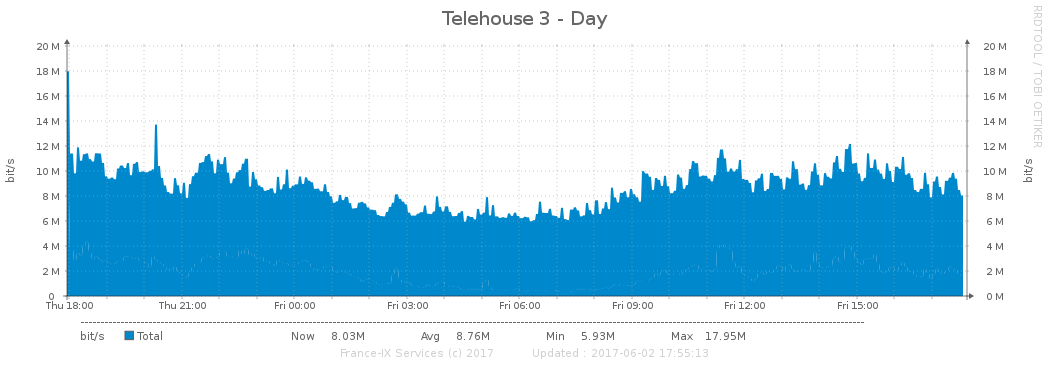 Telehouse 3 - Day
RRDTOOL / TOBI OETIKER
bit/s
20 M 20 M
18 M 18 M
16 M 16 M
14 M 14 M
12 M 12 M
10 M 10 M
8 M 8 M
6 M 6 M
4 M 4 M
2 M 2 M
0 0 M
bit/s
Thu 18:00 Thu 21:00 Fri 00:00 Fri 03:00 Fri 06:00 Fri 09:00 Fri 12:00 Fri 15:00
bit/s Total Now 8.03M Avg 8.76M Min 5.93M Max 17.95M
France-IX Services (c) 2017 Updated : 2017-06-02 17:55:13